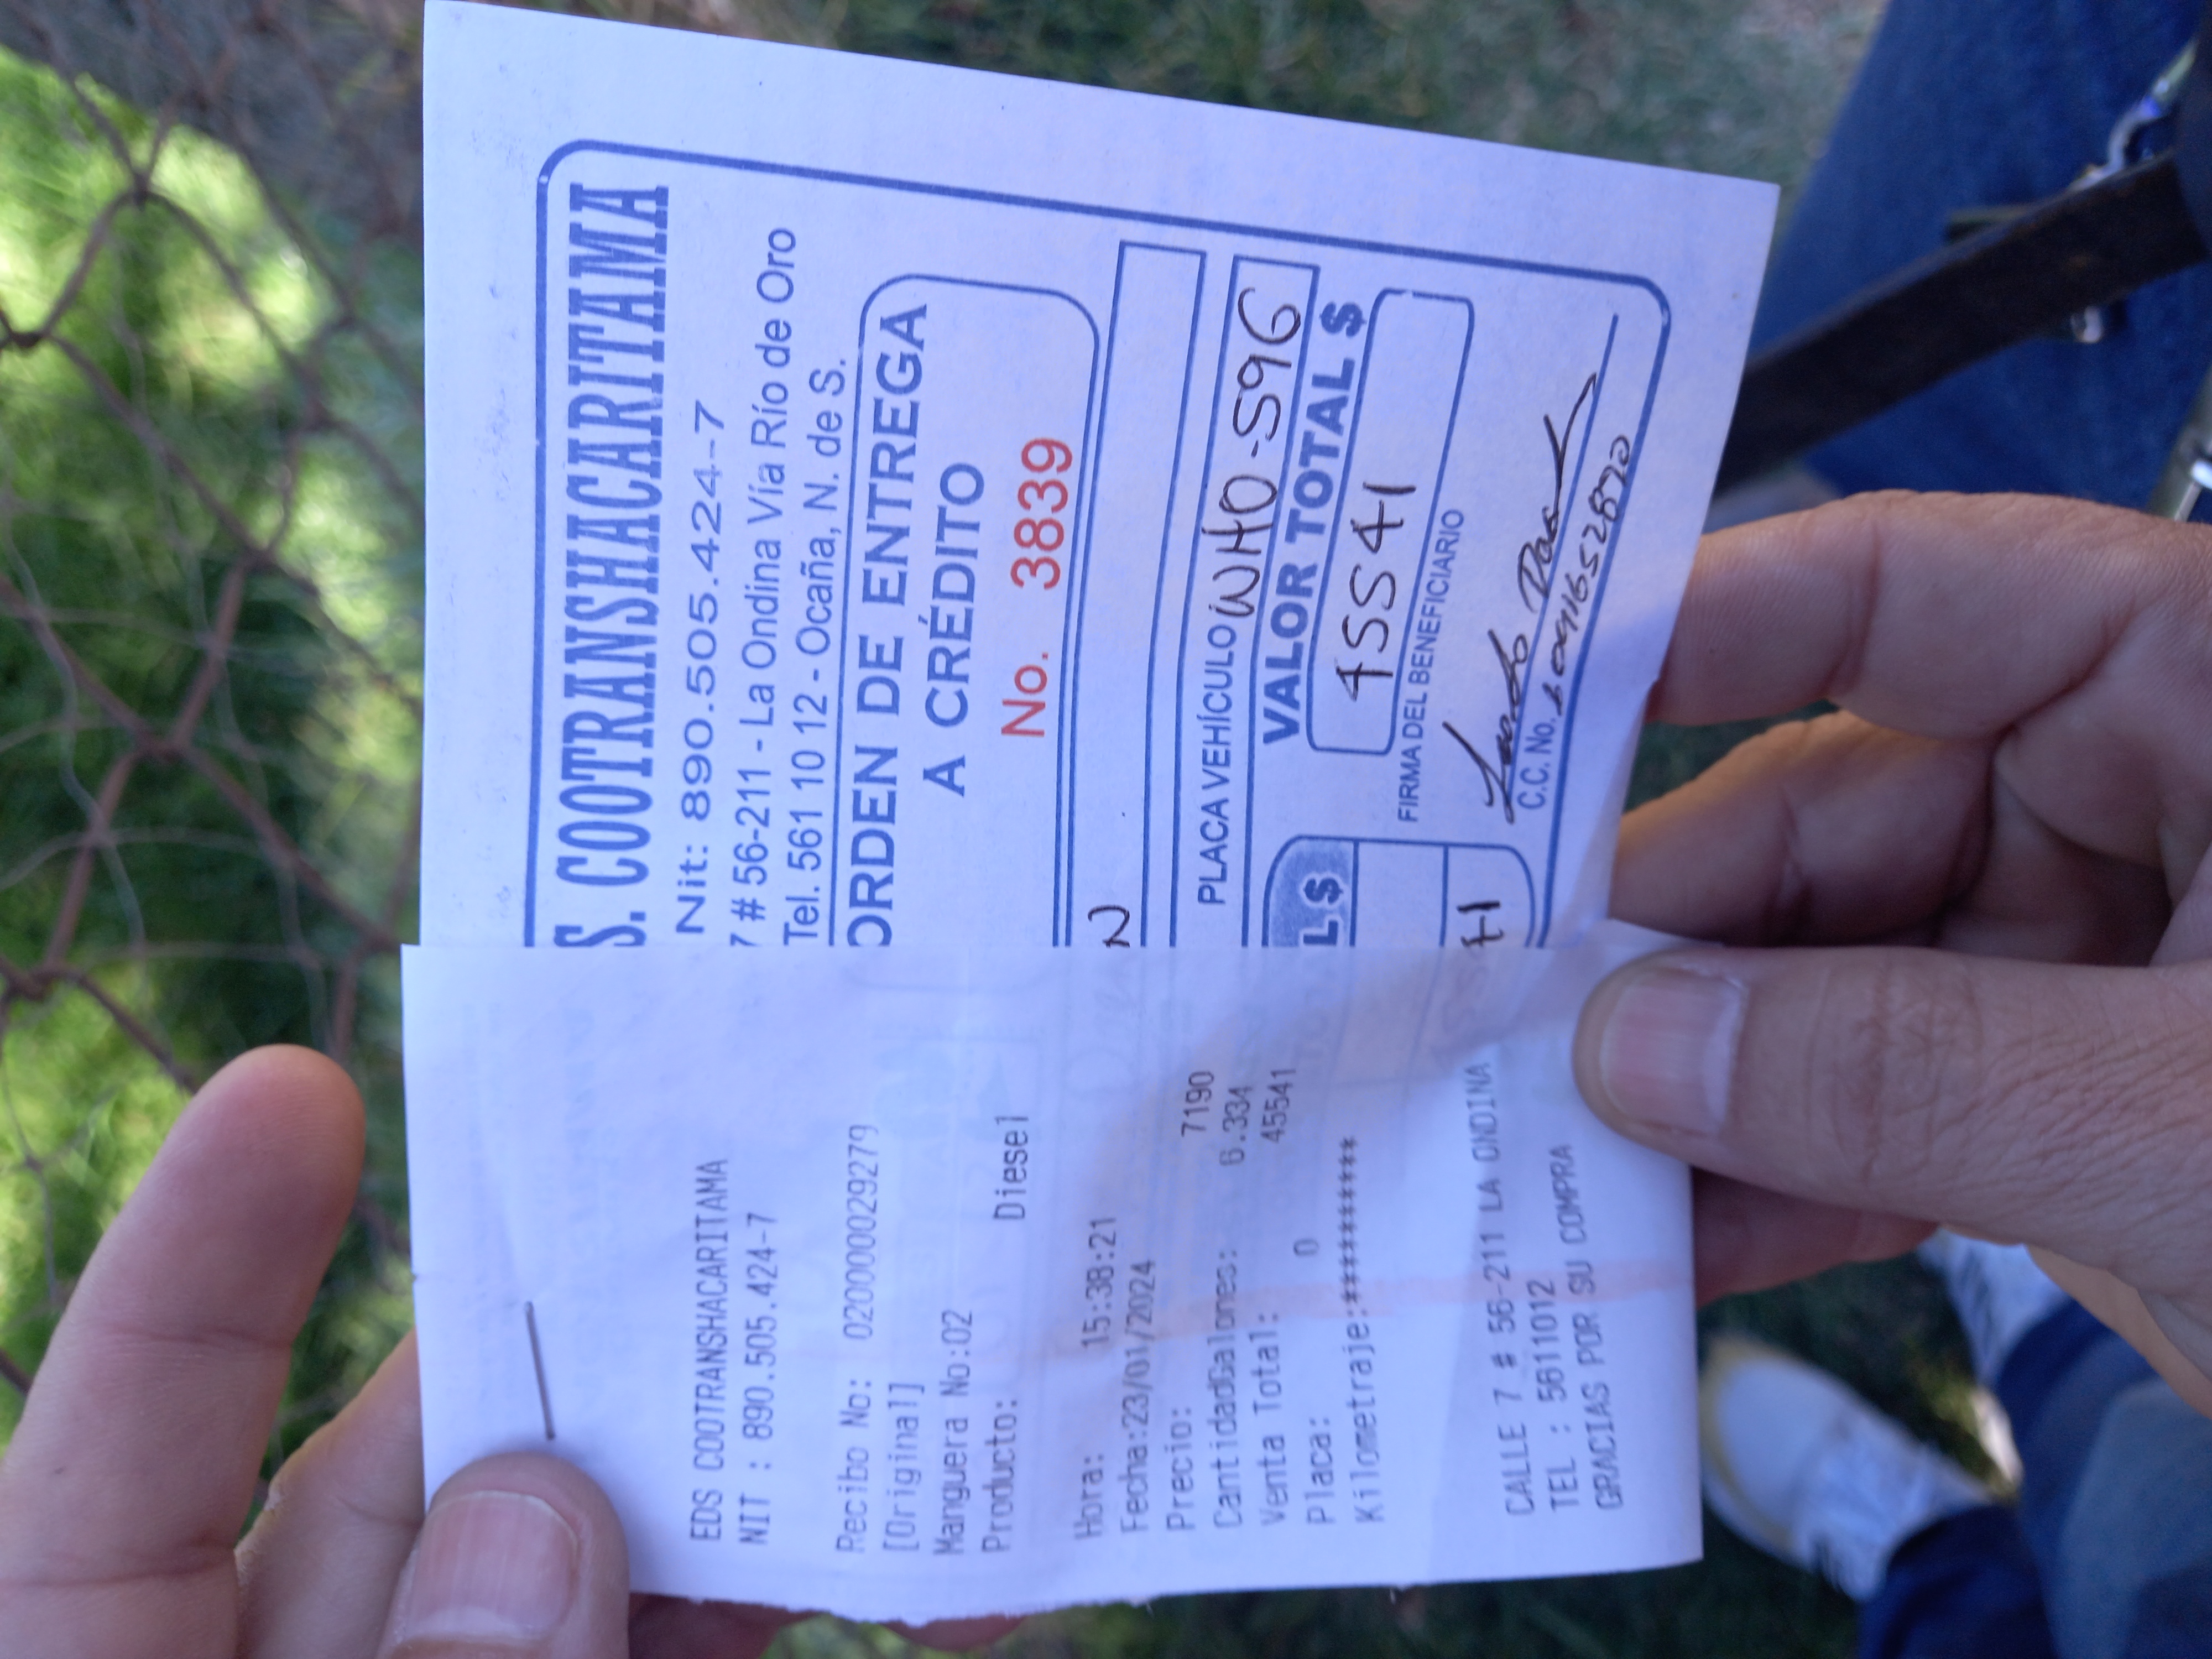 S. COOTRANSHACARITAMA
Nit: 890.505.424-7
7 # 56-211 - La Ondina Vía Río de Oro
Tel. 561 10 12 - Ocaña, N. de S.
ORDEN DE ENTREGA
A CRÉDITO
No. 3839
N
PLACA VEHÍCULO WHO-596
VALOR TOTAL $
45541
L $
41
FIRMA DEL BENEFICIARIO
C.C. No.
EDS COOTRANSHACARITAMA
NIT : 890.505.424-7
Recibo No: 0200000029279
[Original]
Manguera No:02
Producto: Diesel
Hora: 15:38:21
Fecha:23/01/2024
Precio: 7190
CantidadGalones: 6.334
Venta Total: 45541
Placa: 0
Kilometraje:**********
CALLE 7 # 56-211 LA ONDINA
TEL : 5611012
GRACIAS POR SU COMPRA